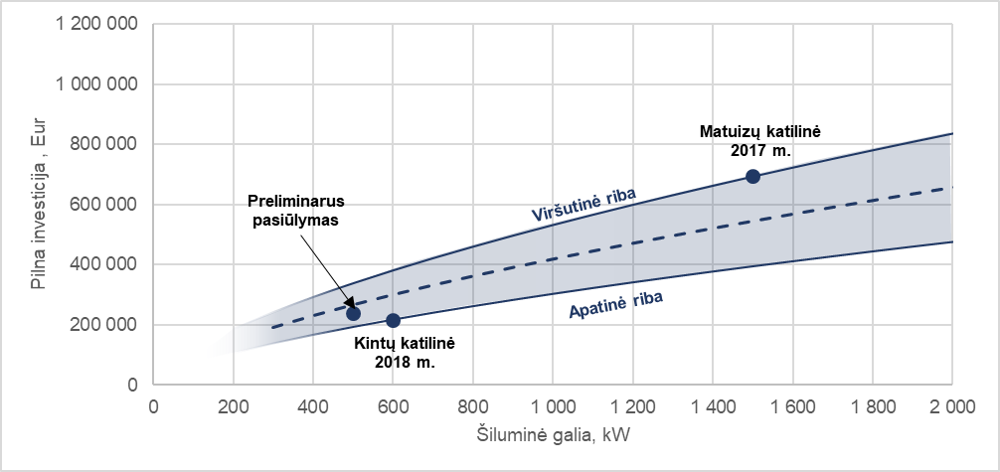 1 200 000
1 000 000
800 000
600 000
400 000
200 000
0
Pilna investicija , Eur
Matuizų katilinė
2017 m.
Preliminarus
pasiūlymas
Viršutinė riba
Apatinė riba
Kintų katilinė
2018 m.
0 200 400 600 800 1 000 1 200 1 400 1 600 1 800 2 000
Šiluminė galia, kW